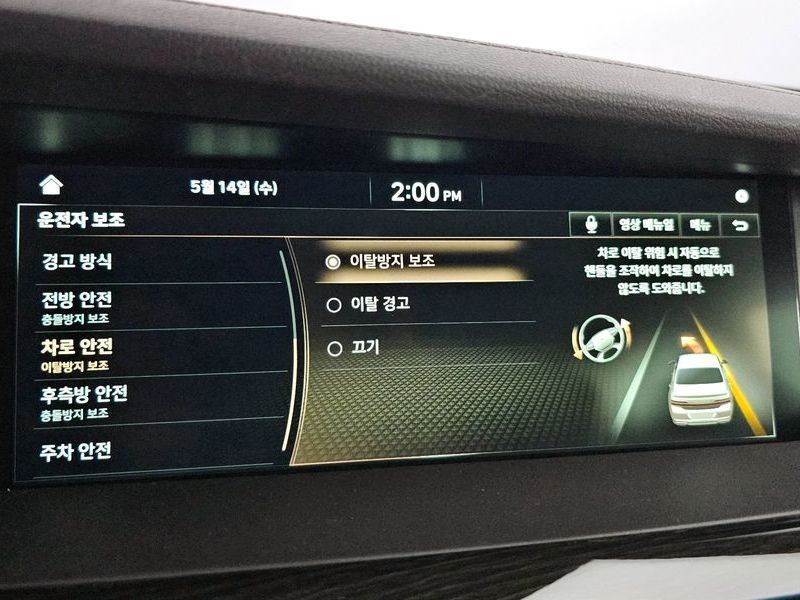 5월 14일 (수)
2:00 PM
운전자 보조
영상 매뉴얼
메뉴
경고 방식
전방 안전
충돌방지 보조
차로 안전
이탈방지 보조
후측방 안전
충돌방지 보조
주차 안전
이탈방지 보조
이탈 경고
끄기
차로 이탈 위험 시 자동으로
핸들을 조작하여 차로를 이탈하지
않도록 도와줍니다.